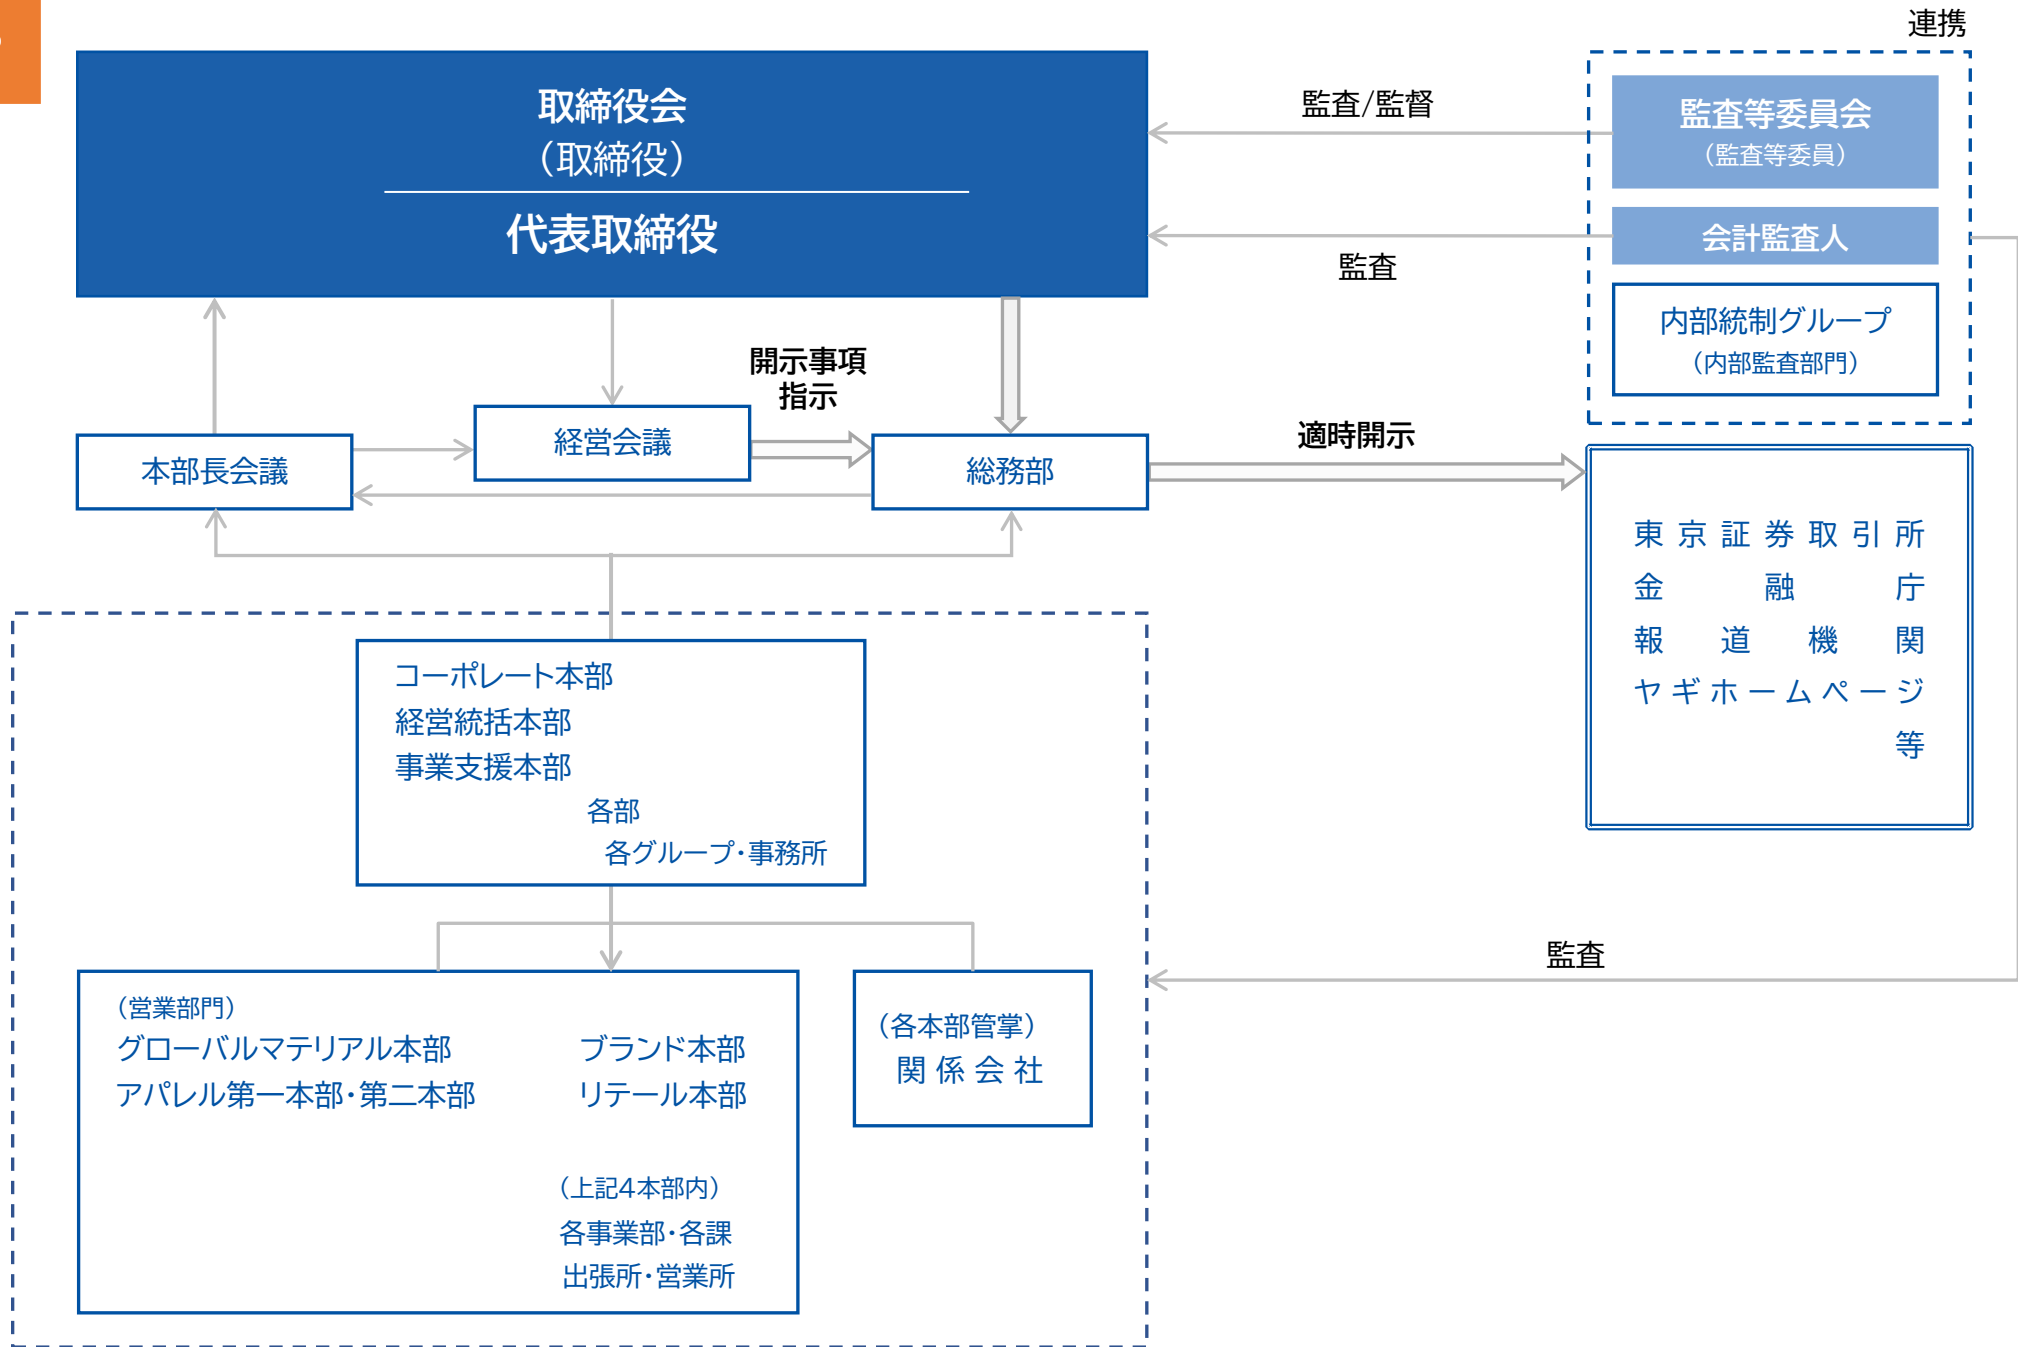 連携
取締役会
（取締役）
代表取締役
監査/監督
監査等委員会
（監査等委員）
会計監査人
監査
内部統制グループ
（内部監査部門）
開示事項
指示
本部長会議
経営会議
総務部
適時開示
東京証券取引所
金融庁
報道機関
ヤギホームページ
等
コーポレート本部
経営統括本部
事業支援本部
各部
各グループ・事務所
監査
（営業部門）
グローバルマテリアル本部
ブランド本部
アパレル第一本部・第二本部
リテール本部
（上記4本部内）
各事業部・各課
出張所・営業所
（各本部管掌）
関係会社